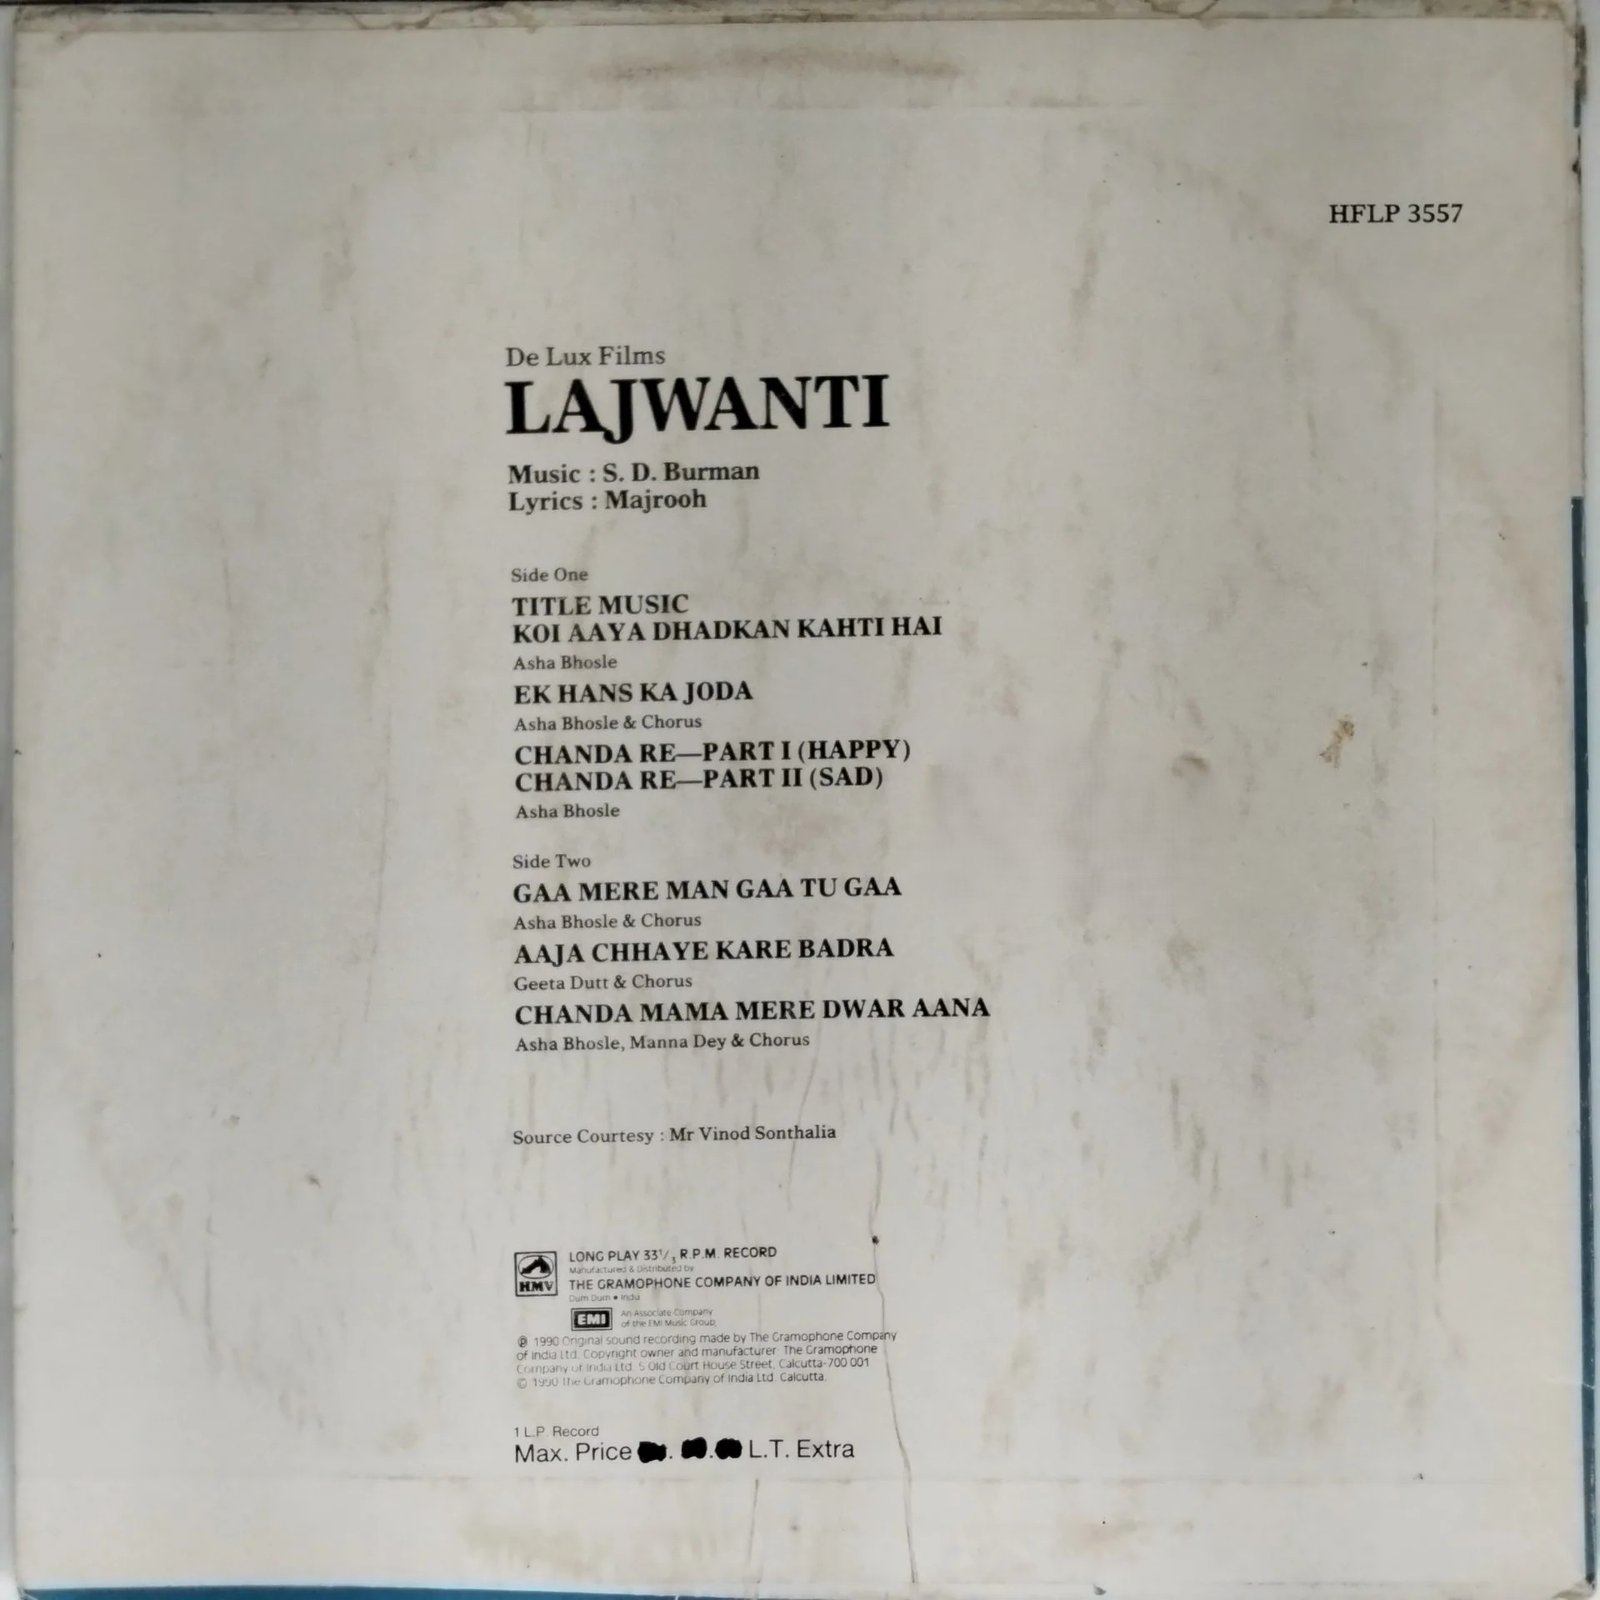 HFLP 3557
De Lux Films
LAJWANTI
Music : S. D. Burman
Lyrics : Majrooh
Side One
TITLE MUSIC
KOI AAYA DHADKAN KAHTI HAI
Asha Bhosle
EK HANS KA JODA
Asha Bhosle & Chorus
CHANDA RE—PART I (HAPPY)
CHANDA RE—PART II (SAD)
Asha Bhosle
Side Two
GAA MERE MAN GAA TU GAA
Asha Bhosle & Chorus
AAJA CHHAYE KARE BADRA
Geeta Dutt & Chorus
CHANDA MAMA MERE DWAR AANA
Asha Bhosle, Manna Dey & Chorus
Source Courtesy : Mr Vinod Sonthalia
LONG PLAY 33 1/3 R.P.M. RECORD
Manufactured & Distributed by
THE GRAMOPHONE COMPANY OF INDIA LIMITED
Dum Dum • India
HMV
EMI
An Associate Company
of the EMI Music Group
℗ 1990 Original sound recording made by The Gramophone Company
of India Ltd. Copyright owner and manufacturer The Gramophone
Company of India Ltd. 5 Old Court House Street, Calcutta-700 001
© 1990 The Gramophone Company of India Ltd. Calcutta.
1 L.P. Record
Max. Price L.T. Extra